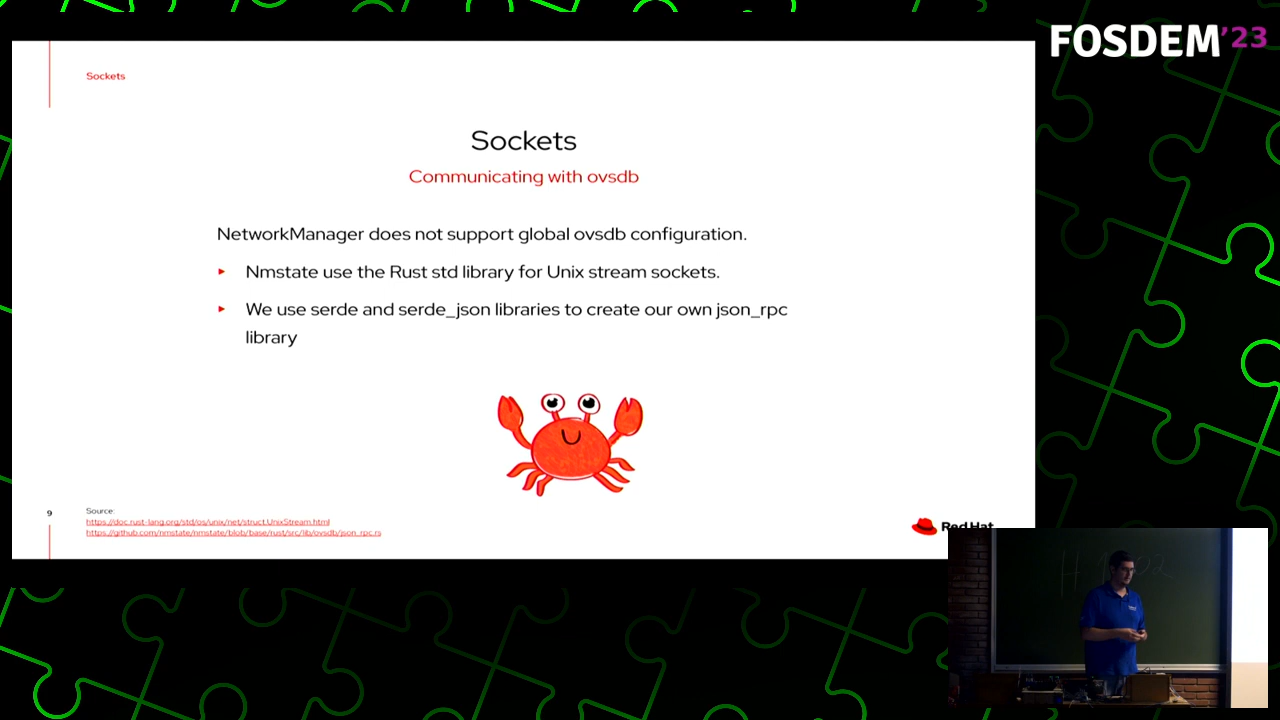 FOSDEM'23
Sockets
Sockets
Communicating with ovsdb
NetworkManager does not support global ovsdb configuration.
Nmstate use the Rust std library for Unix stream sockets.
We use serde and serde_json libraries to create our own json_rpc
library
9
Source:
https://doc.rust-lang.org/std/os/unix/net/struct.UnixStream.html
https://github.com/nmstate/nmstate/blob/base/rust/src/lib/ovsdb/json_rpc.rs
Red Hat